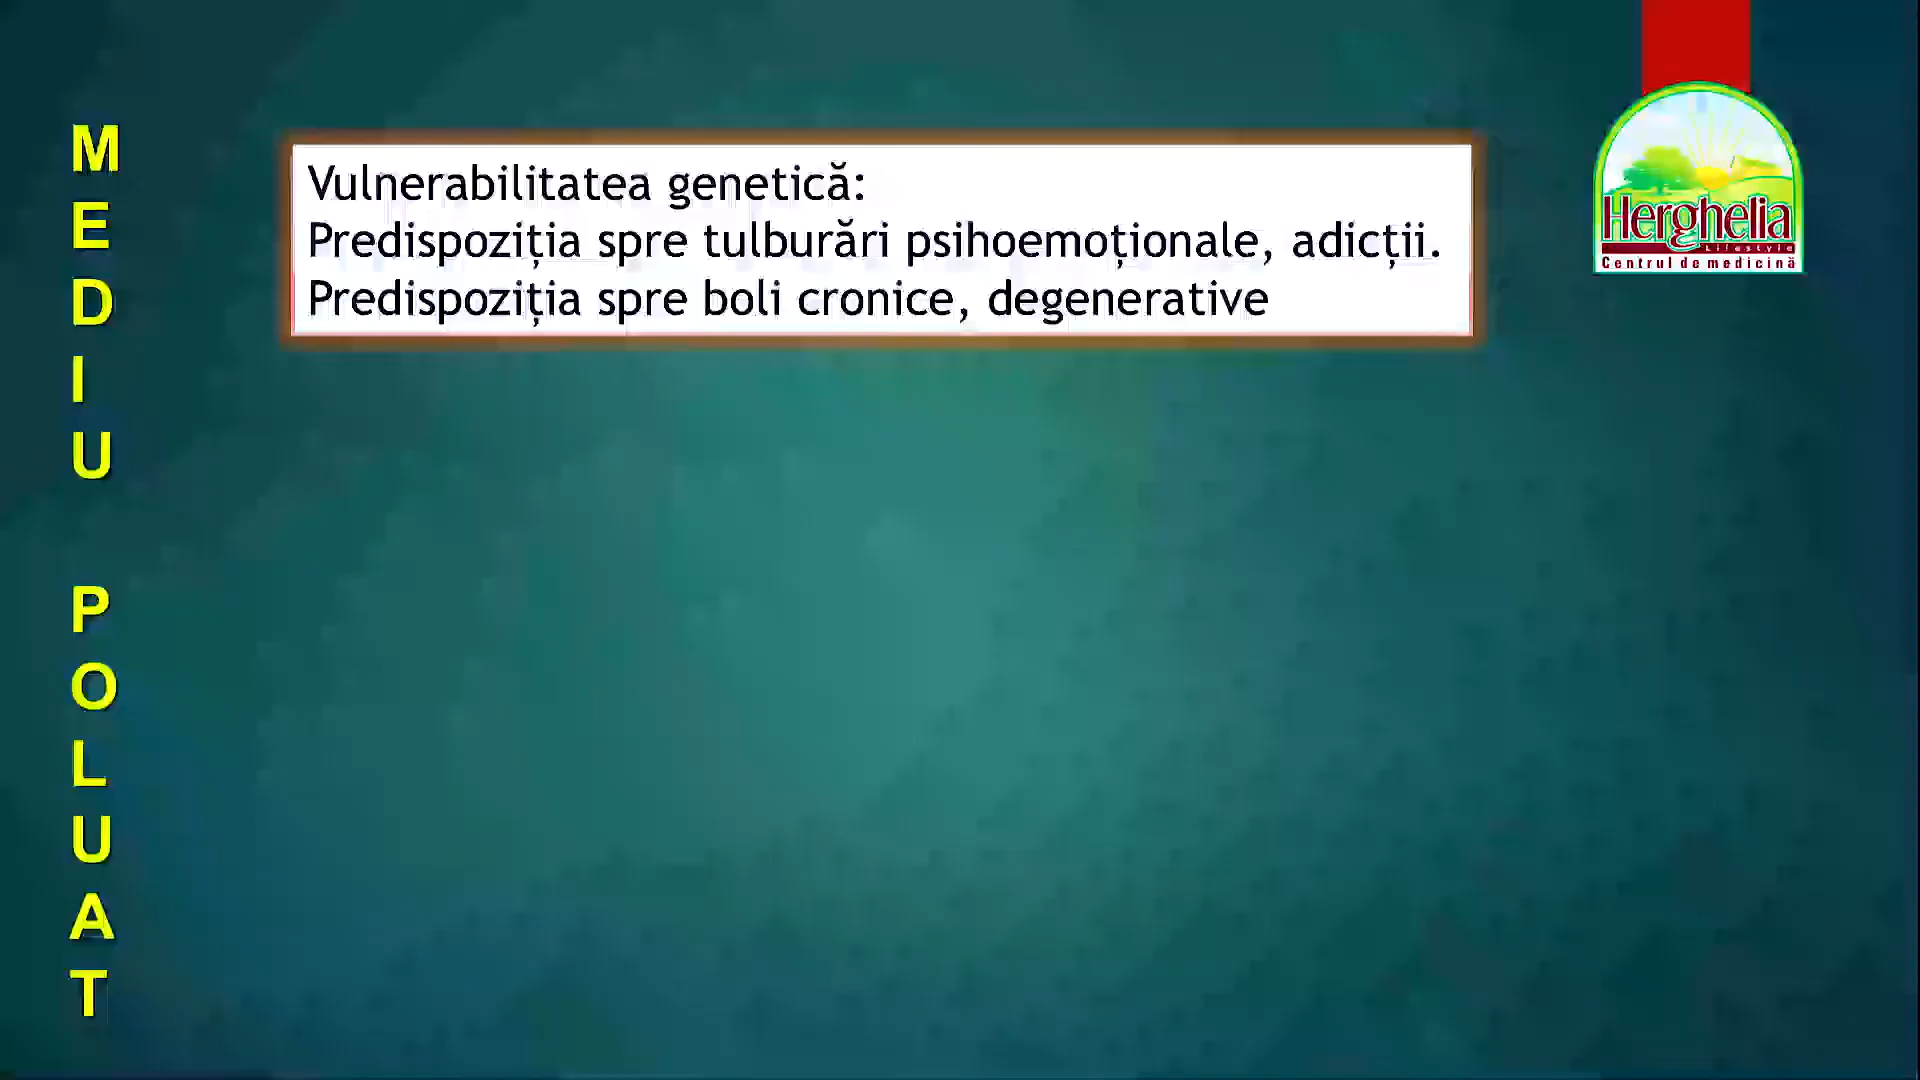 MEDIU
POLUAT
Vulnerabilitatea genetică:
Predispoziția spre tulburări psihoemoționale, adicții.
Predispoziția spre boli cronice, degenerative
Herghelia
Lifestyle
Centrul de medicină